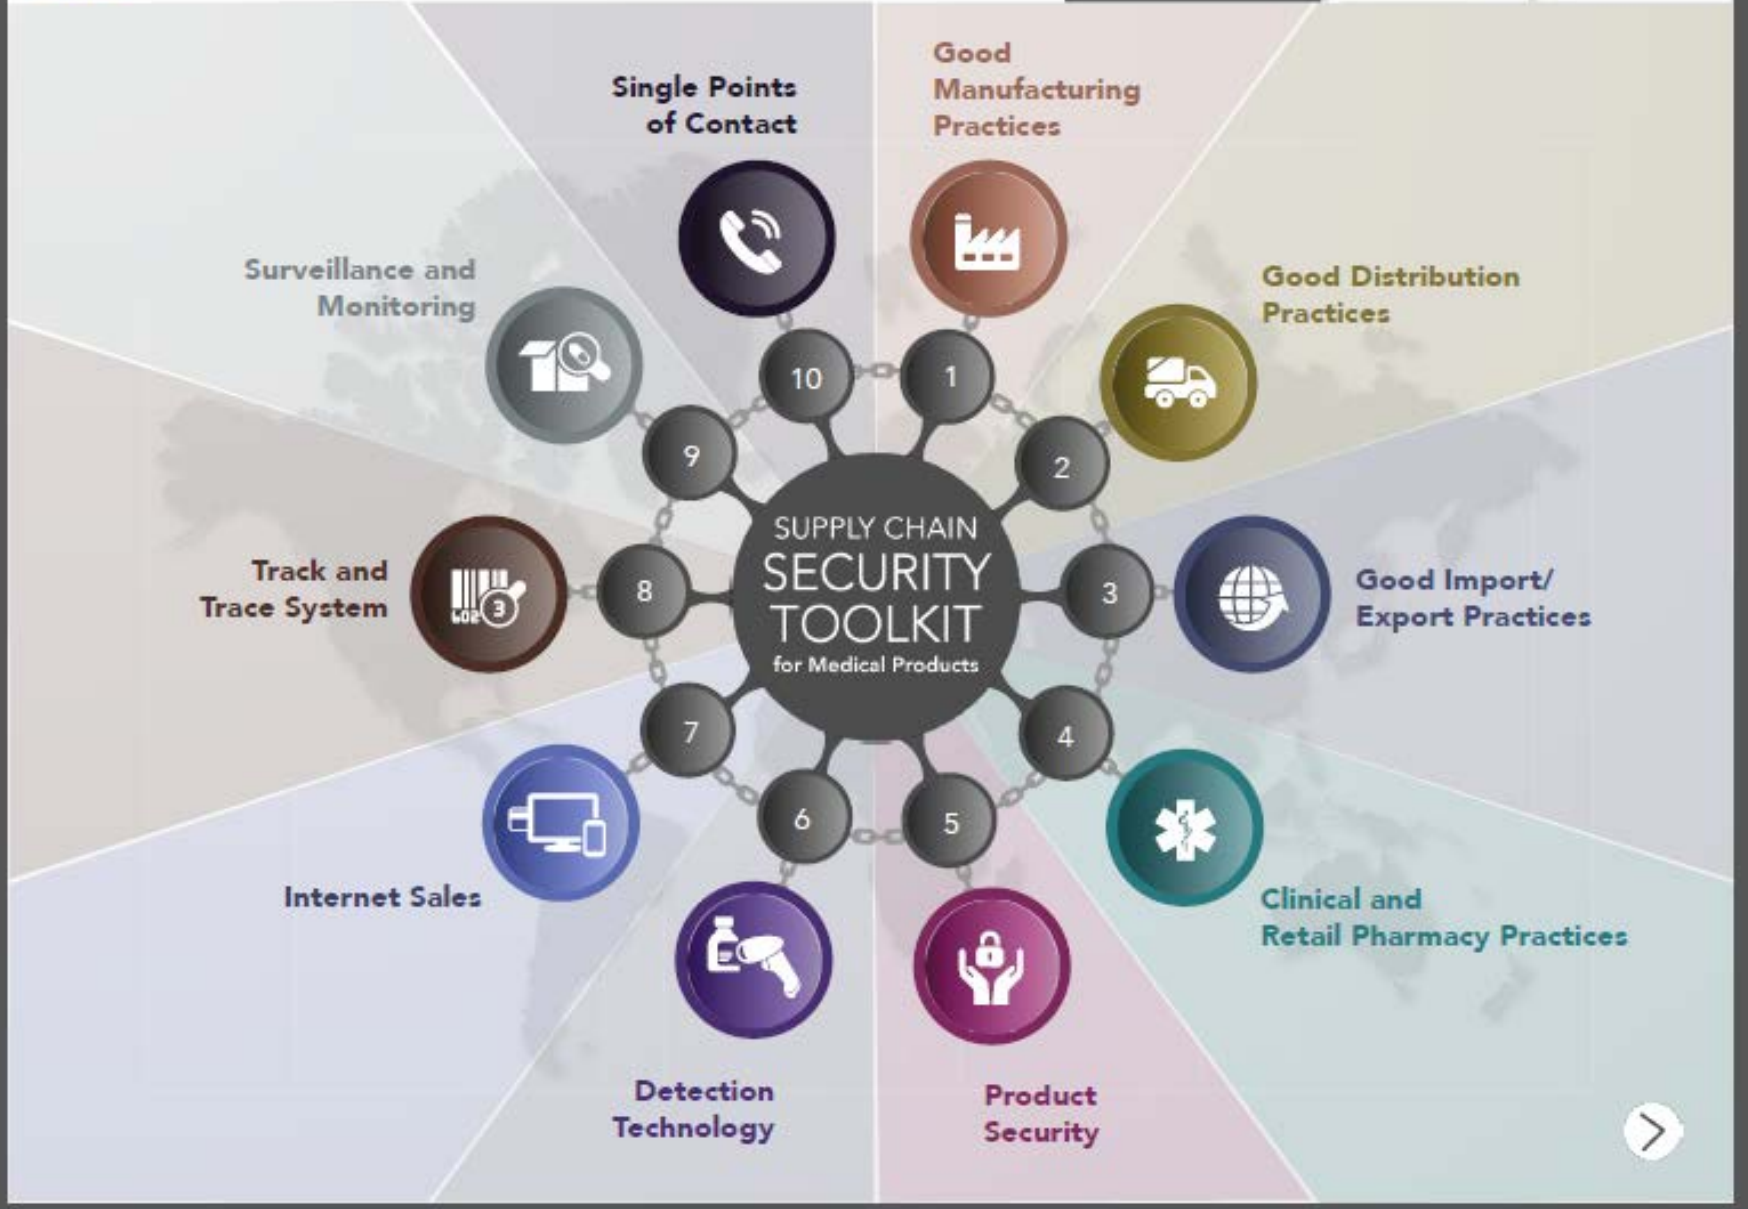 Single Points
of Contact
Good
Manufacturing
Practices
Surveillance and
Monitoring
Good Distribution
Practices
10
1
9
2
SUPPLY CHAIN
SECURITY
TOOLKIT
for Medical Products
Track and
Trace System
3
8
3
Good Import/
Export Practices
7
4
6
5
Internet Sales
Clinical and
Retail Pharmacy Practices
Detection
Technology
Product
Security